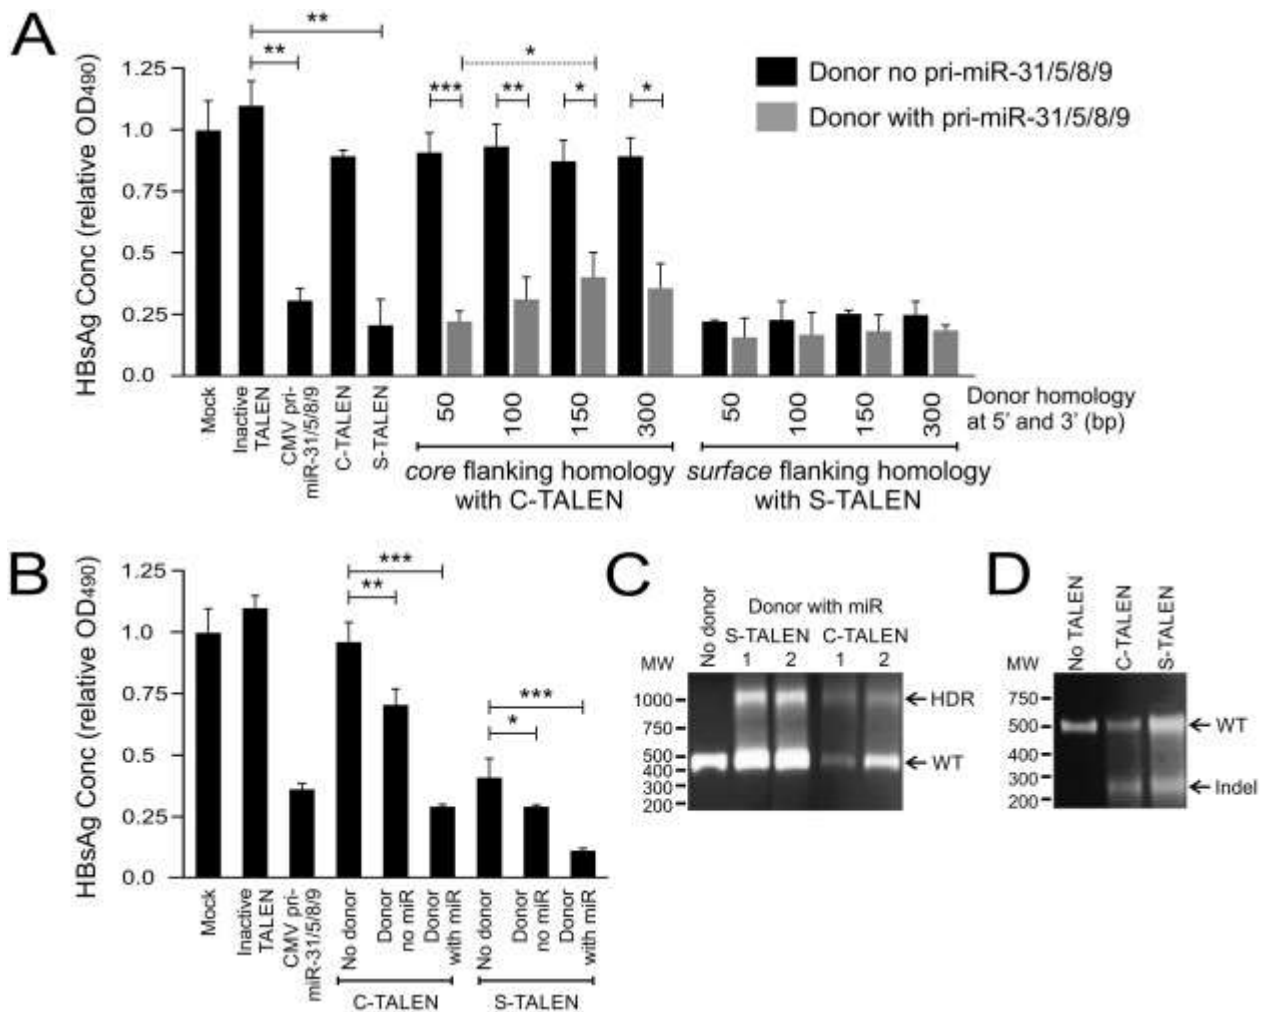 A
** 
**
*
*** ** * *
HBsAg Conc (relative OD490)
1.25
1.0
0.75
0.5
0.25
0.0
Donor no pri-miR-31/5/8/9
Donor with pri-miR-31/5/8/9
Mock
Inactive
TALEN
CMV pri-
miR-31/5/8/9
C-TALEN
S-TALEN
50 100 150 300
50 100 150 300
Donor homology
at 5′ and 3′ (bp)
core flanking homology
with C-TALEN
surface flanking homology
with S-TALEN
B
HBsAg Conc (relative OD490)
1.25
1.0
0.75
0.5
0.25
0.0
***
**
***
*
Mock
Inactive
TALEN
CMV pri-
miR-31/5/8/9
No donor
Donor
no miR
Donor
with miR
No donor
Donor
no miR
Donor
with miR
C-TALEN
S-TALEN
C
No donor
Donor with miR
S-TALEN C-TALEN
1 2 1 2
MW
1000
750
500
400
300
200
HDR
WT
D
No TALEN
C-TALEN
S-TALEN
MW
750
500
400
300
200
WT
Indel